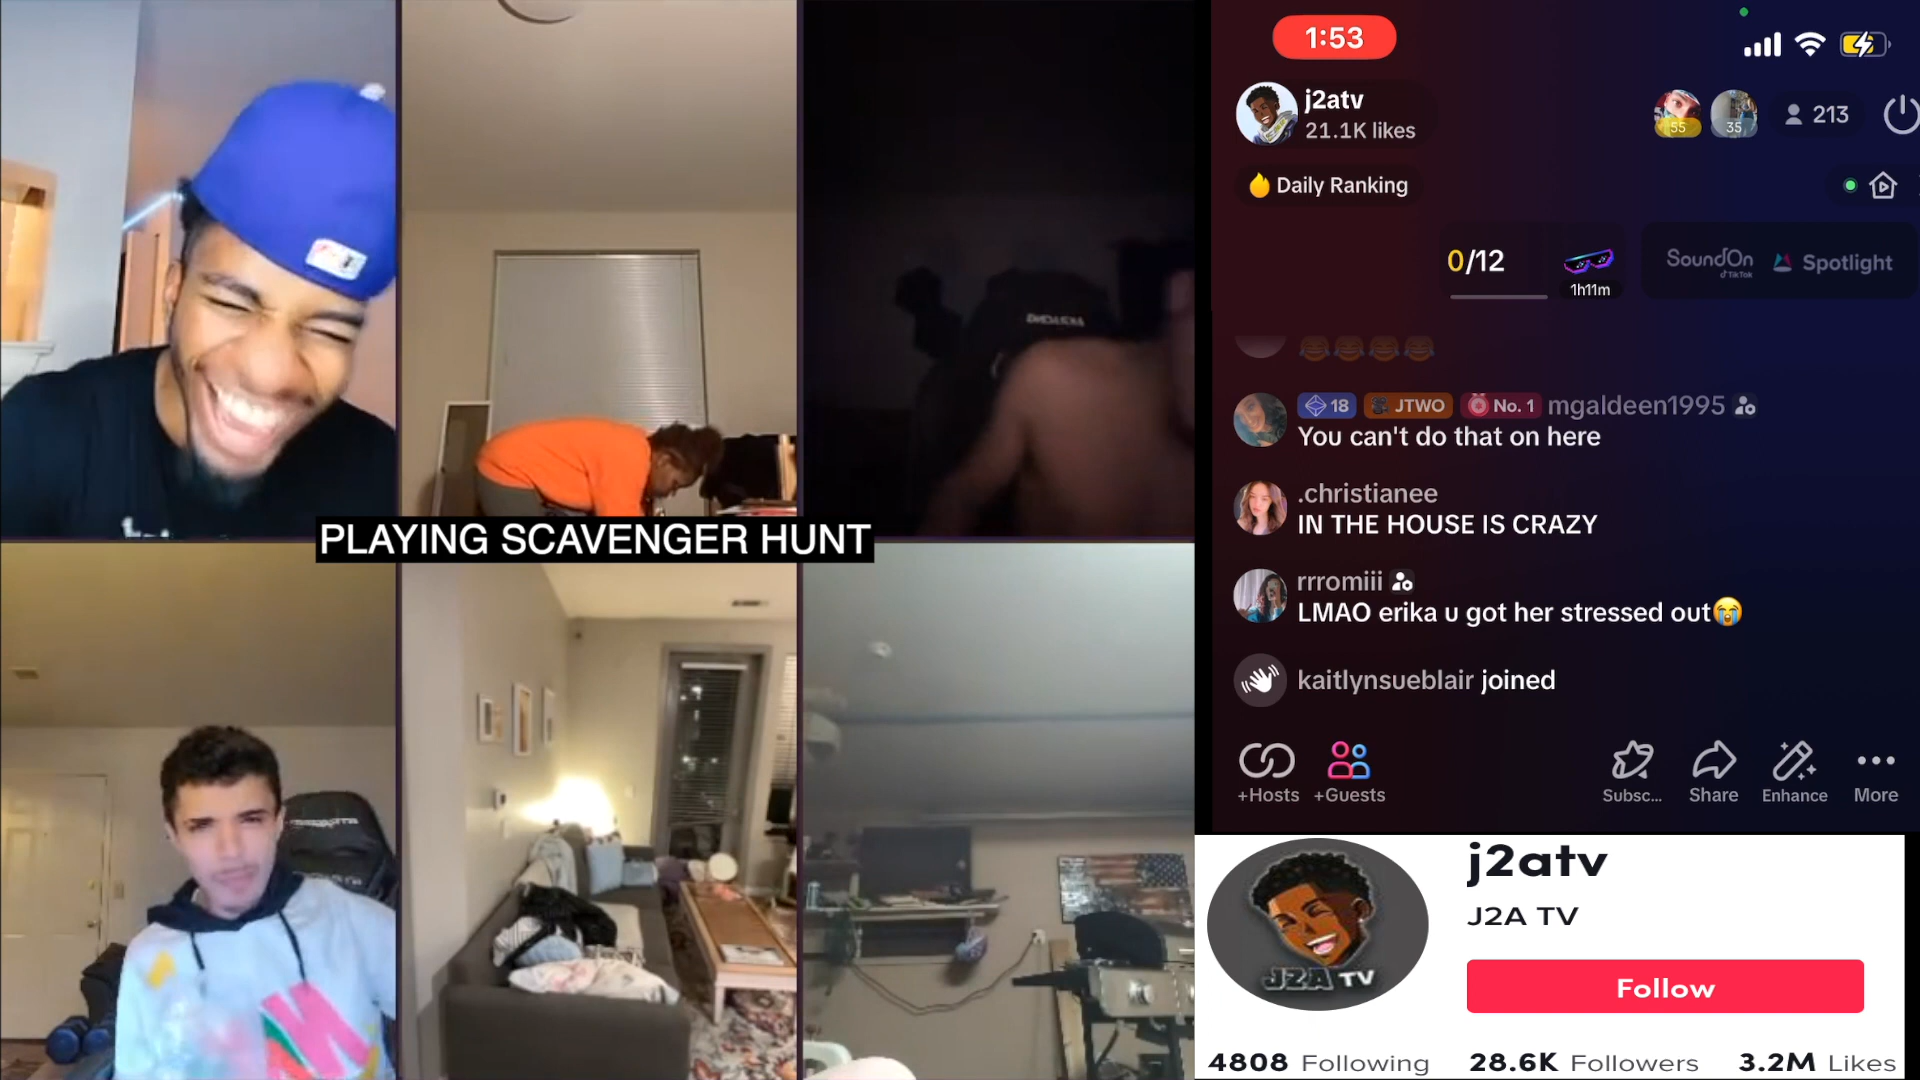 PLAYING SCAVENGER HUNT
1:53
j2atv
21.1K likes
55
35
213
Daily Ranking
0/12
1h11m
SoundOn
TikTok
Spotlight
18 JTWO No. 1 mgaldeen1995
You can't do that on here
.christianee
IN THE HOUSE IS CRAZY
rrromiii
LMAO erika u got her stressed out😭
kaitlynsueblair joined
+Hosts
+Guests
Subsc...
Share
Enhance
More
J2A TV
j2atv
J2A TV
Follow
4808 Following
28.6K Followers
3.2M Likes